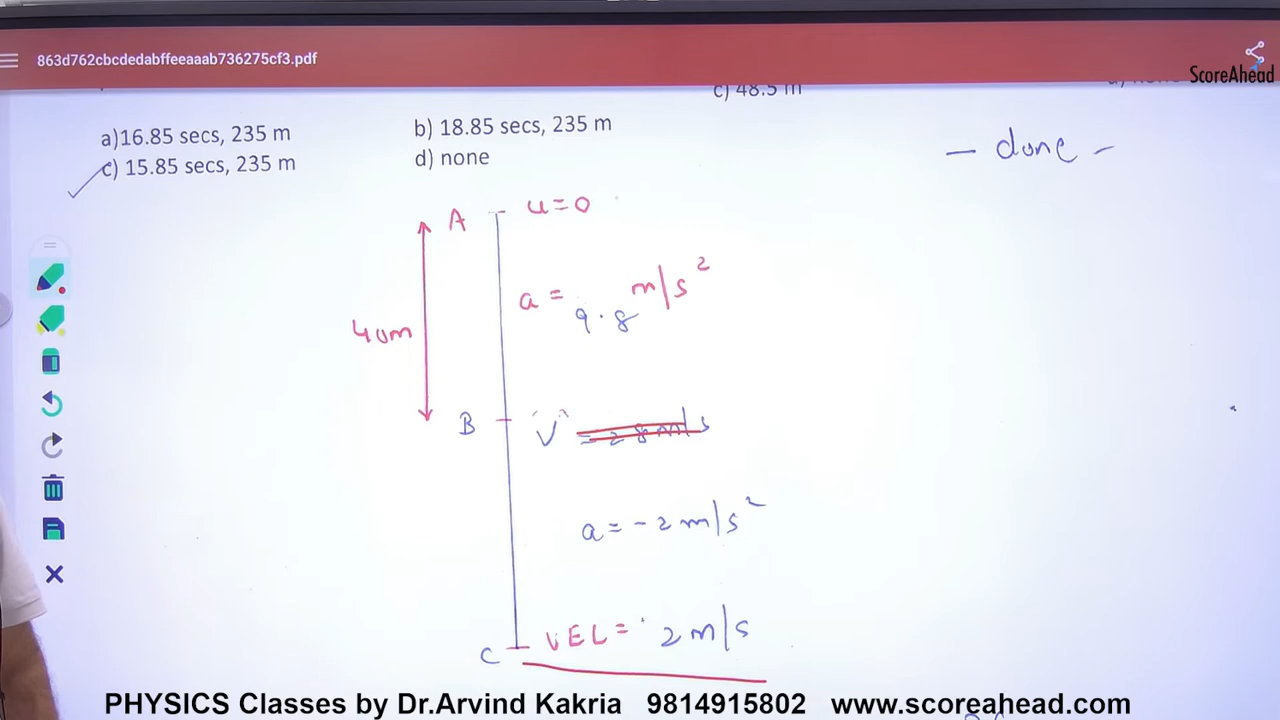 863d762cbcdedabffeeaaab736275cf3.pdf
ScoreAhead
c) 48.5 m
a)16.85 secs, 235 m
b) 18.85 secs, 235 m
c) 15.85 secs, 235 m
d) none
- done -
A u=0
a = 9.8 m/s²
40m
B V = 28 m/s
a = -2 m/s²
C VEL = 2 m/s
PHYSICS Classes by Dr.Arvind Kakria 9814915802 www.scoreahead.com